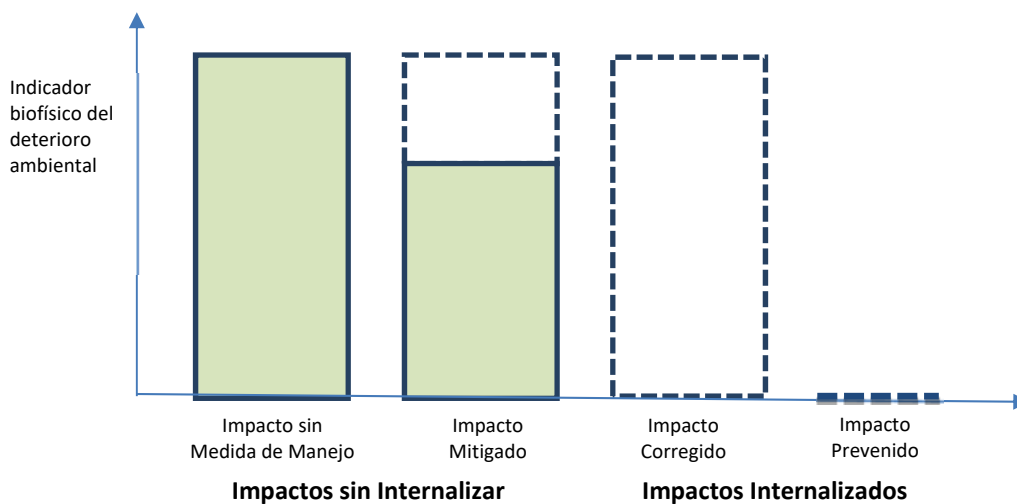 Indicador
biofísico del
deterioro
ambiental
Impacto sin
Medida de Manejo
Impacto
Mitigado
Impacto
Corregido
Impacto
Prevenido
Impactos sin Internalizar
Impactos Internalizados